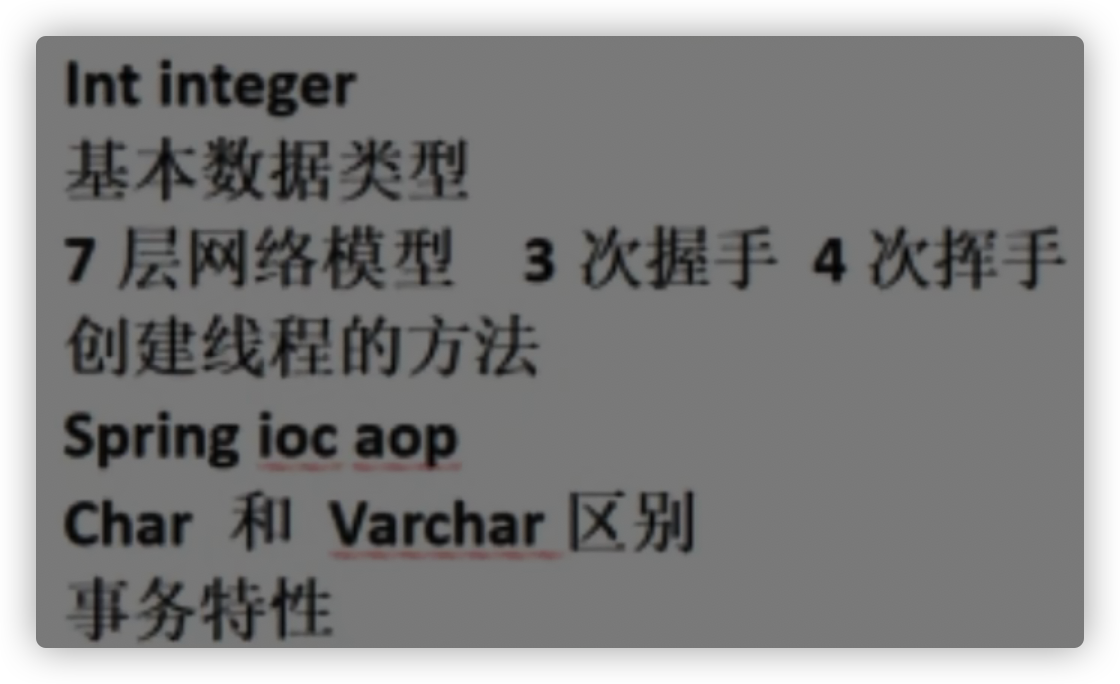 Int integer
基本数据类型
7 层网络模型 3 次握手 4 次挥手
创建线程的方法
Spring ioc aop
Char 和 Varchar 区别
事务特性